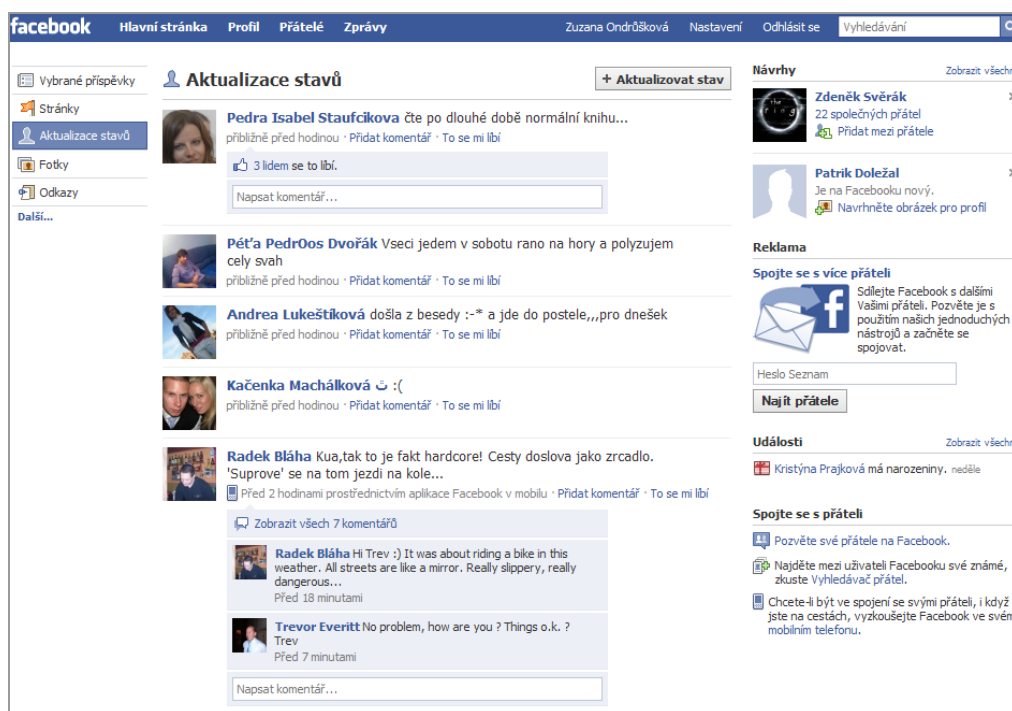 facebook Hlavní stránka Profil Přátelé Zprávy Zuzana Ondrůšková Nastavení Odhlásit se Vyhledávání
Vybrané příspěvky
Stránky
Aktualizace stavů
Fotky
Odkazy
Další...
Aktualizace stavů + Aktualizovat stav
Pedra Isabel Staufcikova čte po dlouhé době normální knihu...
přibližně před hodinou · Přidat komentář · To se mi líbí
3 lidem se to líbí.
Napsat komentář...
Péťa PedrOos Dvořák Vseci jedem v sobotu rano na hory a polyzujem
cely svah
přibližně před hodinou · Přidat komentář · To se mi líbí
Andrea Lukeštíková došla z besedy :-* a jde do postele,,,pro dnešek
přibližně před hodinou · Přidat komentář · To se mi líbí
Kačenka Machálková ت :(
přibližně před hodinou · Přidat komentář · To se mi líbí
Radek Bláha Kua,tak to je fakt hardcore! Cesty doslova jako zrcadlo.
'Suprove' se na tom jezdi na kole...
Před 2 hodinami prostřednictvím aplikace Facebook v mobilu · Přidat komentář · To se mi líbí
Zobrazit všech 7 komentářů
Radek Bláha Hi Trev :) It was about riding a bike in this
weather. All streets are like a mirror. Really slippery, really
dangerous...
Před 18 minutami
Trevor Everitt No problem, how are you ? Things o.k. ?
Trev
Před 7 minutami
Napsat komentář...
Návrhy Zobrazit všechn
Zdeněk Svěrák
22 společných přátel
Přidat mezi přátele
Patrik Doležal
Je na Facebooku nový.
Navrhněte obrázek pro profil
Reklama
Spojte se s více přáteli
Sdílejte Facebook s dalšími
Vašimi přáteli. Pozvěte je s
použitím našich jednoduchých
nástrojů a začněte se
spojovat.
Heslo Seznam
Najít přátele
Události Zobrazit všechn
Kristýna Prajková má narozeniny. neděle
Spojte se s přáteli
Pozvěte své přátele na Facebook.
Najděte mezi uživateli Facebooku své známé,
zkuste Vyhledávač přátel.
Chcete-li být ve spojení se svými přáteli, i když
jste na cestách, vyzkoušejte Facebook ve svém
mobilním telefonu.